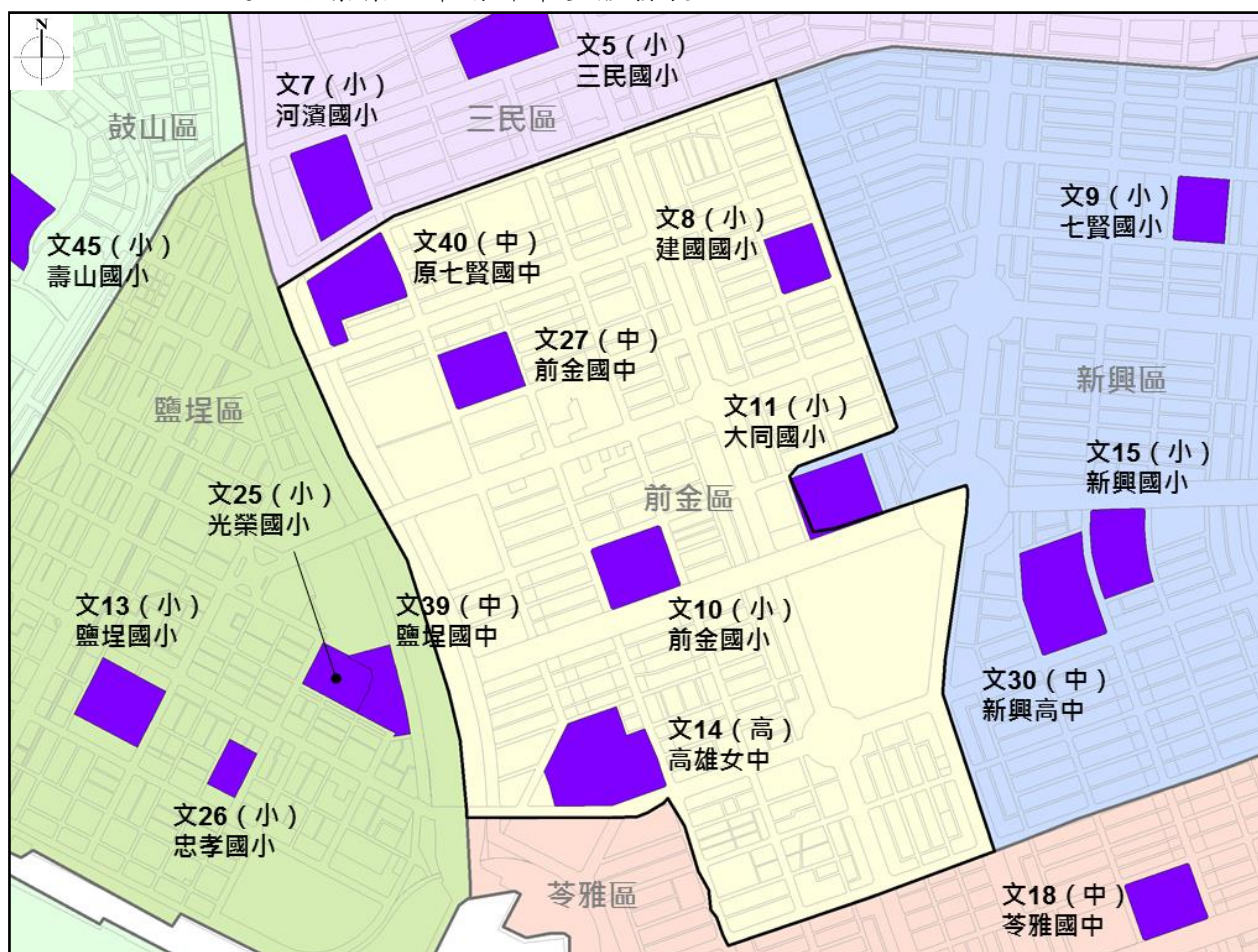 N
文5（小）
三民國小
文7（小）
河濱國小
三民區
鼓山區
文9（小）
七賢國小
文8（小）
建國國小
文45（小）
壽山國小
文40（中）
原七賢國中
文27（中）
前金國中
新興區
鹽埕區
文11（小）
大同國小
文15（小）
新興國小
文25（小）
光榮國小
前金區
文13（小）
鹽埕國小
文39（中）
鹽埕國中
文10（小）
前金國小
文30（中）
新興高中
文14（高）
高雄女中
文26（小）
忠孝國小
苓雅區
文18（中）
苓雅國中